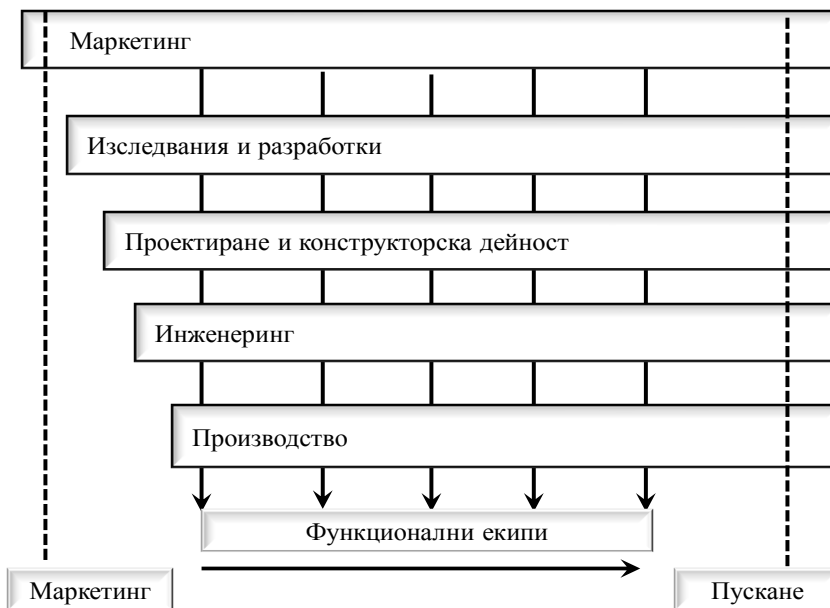 Маркетинг
Изследвания и разработки
Проектиране и конструкторска дейност
Инженеринг
Производство
Функционални екипи
Маркетинг
Пускане